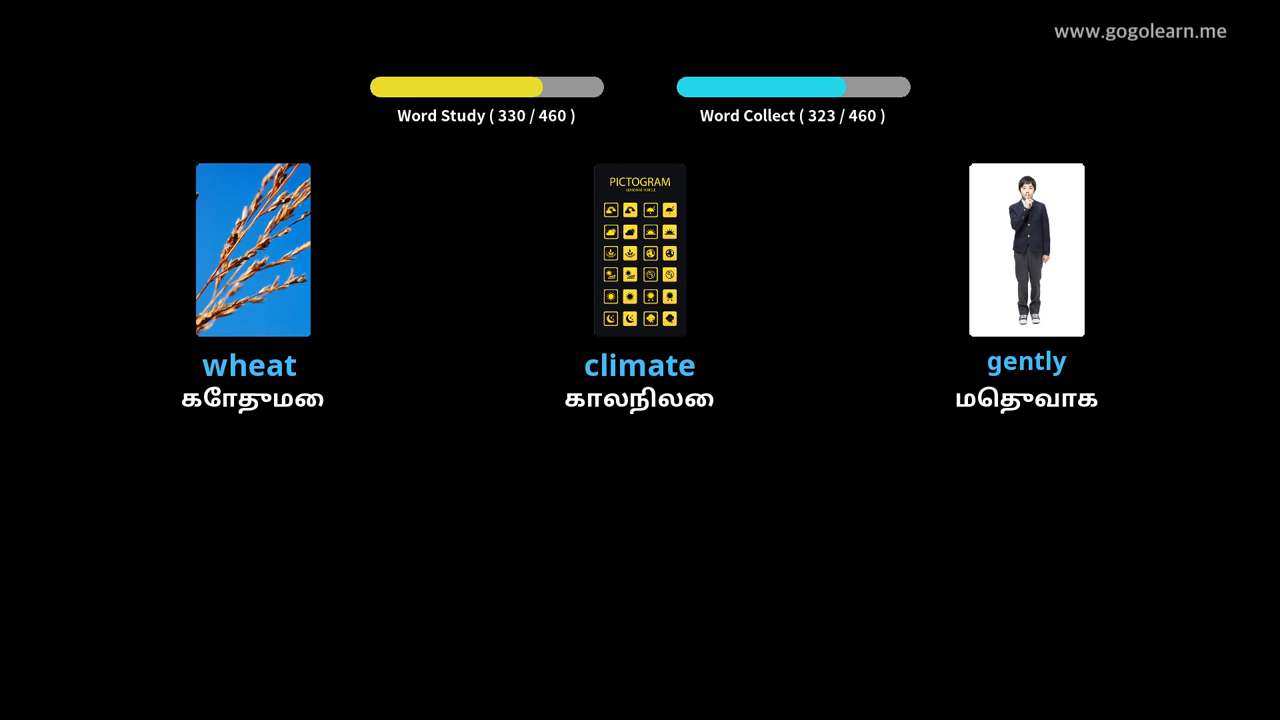 www.gogolearn.me
Word Study ( 330 / 460 )
Word Collect ( 323 / 460 )
PICTOGRAM
wheat
climate
gently
கோதுமை
காலநிலை
மெதுவாக